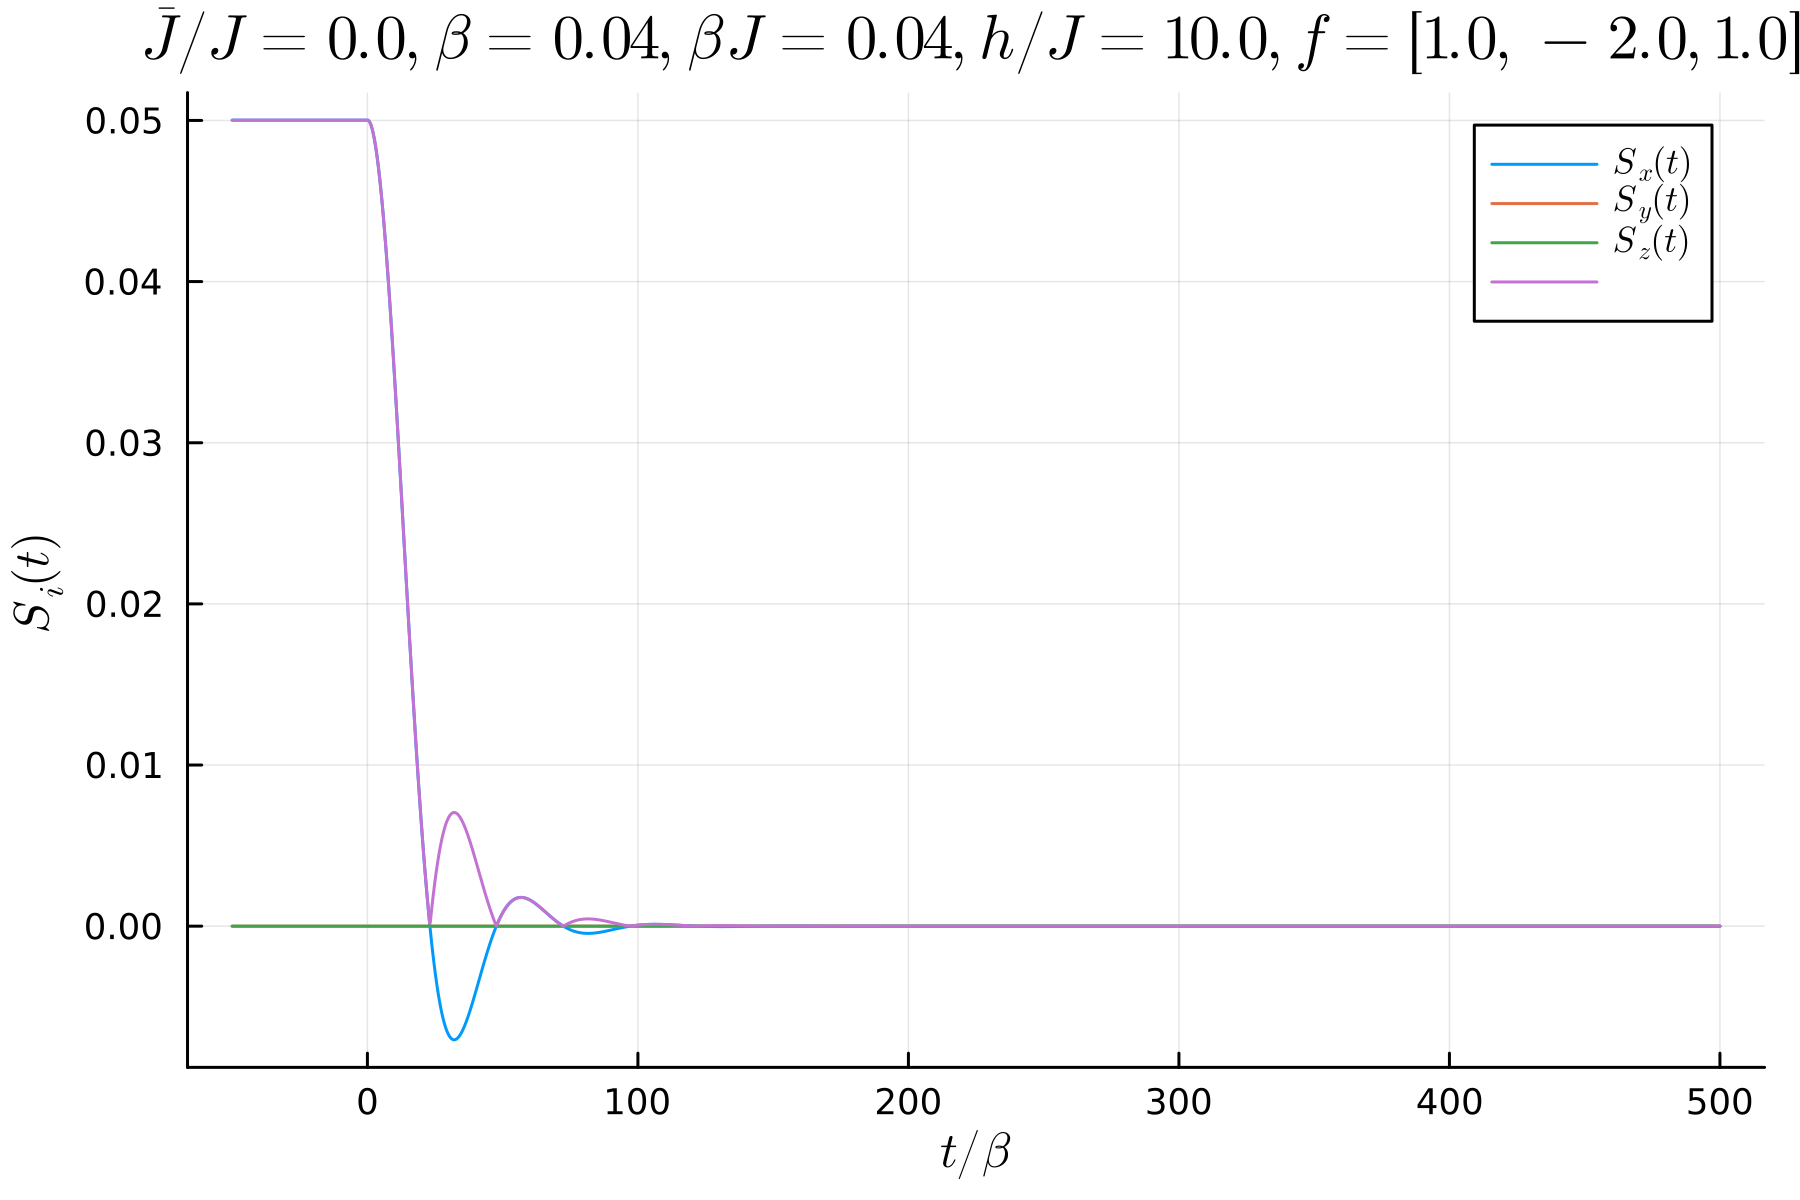 J̄/J = 0.0, β = 0.04, βJ = 0.04, h/J = 10.0, f = [1.0, − 2.0, 1.0]
0.05
0.04
0.03
0.02
0.01
0.00
S_i(t)
S_x(t)
S_y(t)
S_z(t)
0 100 200 300 400 500
t/β